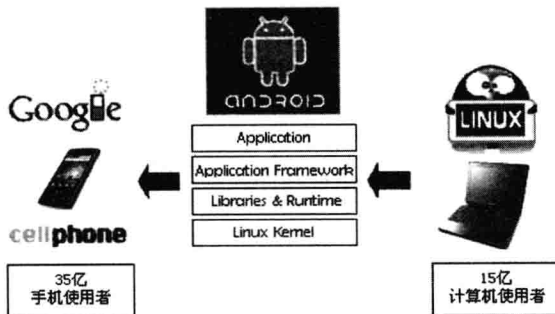 Google
cellphone
35亿
手机使用者
ANDROID
Application
Application Framework
Libraries & Runtime
Linux Kernel
LINUX
15亿
计算机使用者